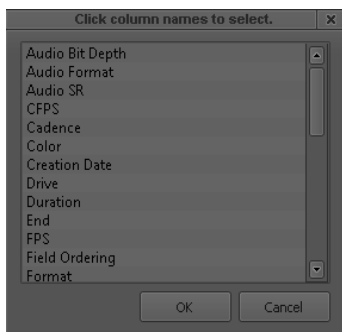 Click column names to select.
Audio Bit Depth
Audio Format
Audio SR
CFPS
Cadence
Color
Creation Date
Drive
Duration
End
FPS
Field Ordering
Format
OK
Cancel